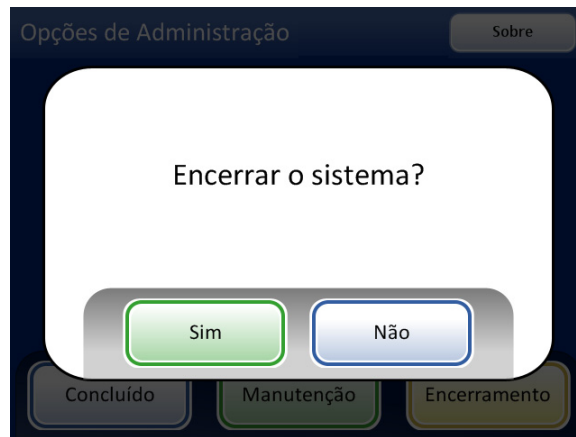 Opções de Administração
Sobre
Encerrar o sistema?
Sim
Não
Concluído
Manutenção
Encerramento